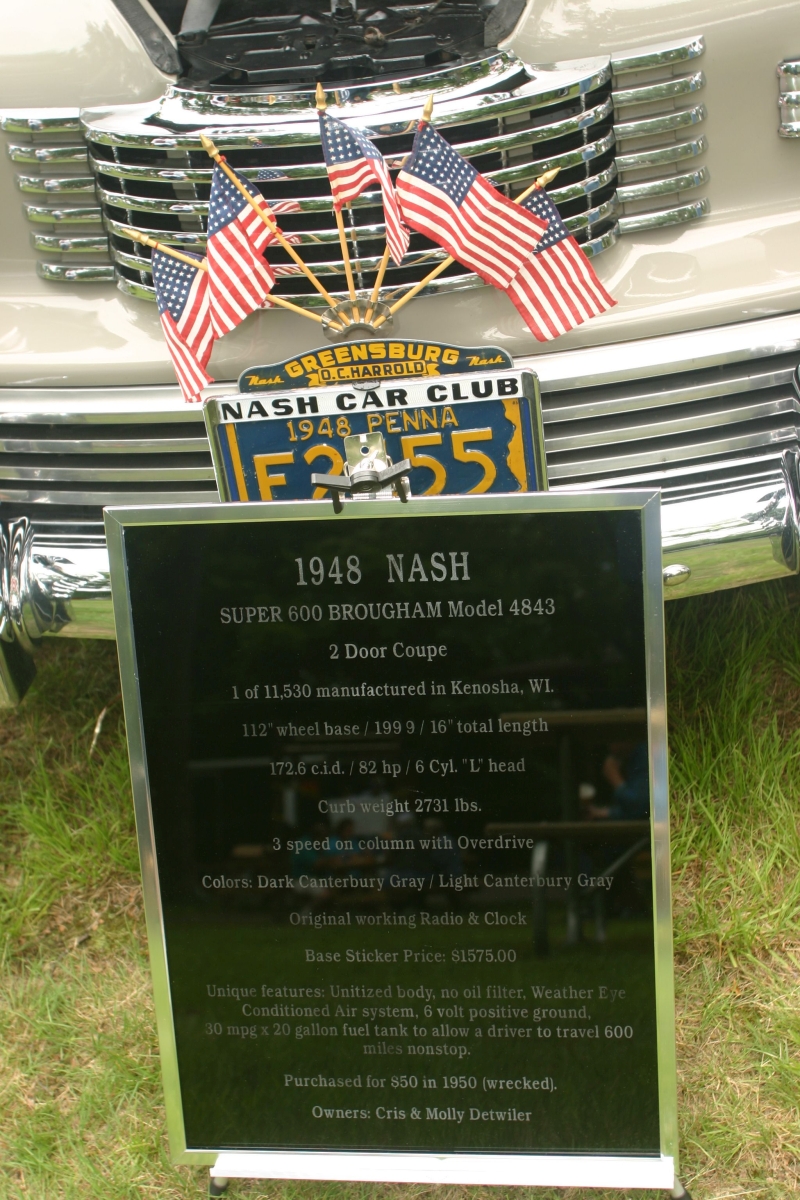 GREENSBURG
Nash O.C. HARROLD Nash
NASH CAR CLUB
1948 PENNA
55
1948 NASH
SUPER 600 BROUGHAM Model 4843
2 Door Coupe
1 of 11,530 manufactured in Kenosha, WI.
112" wheel base / 199 9 / 16" total length
172.6 c.i.d. / 82 hp / 6 Cyl. "L" head
Curb weight 2731 lbs.
3 speed on column with Overdrive
Colors: Dark Canterbury Gray / Light Canterbury Gray
Original working Radio & Clock
Base Sticker Price: $1575.00
Unique features: Unitized body, no oil filter, Weather Eye
Conditioned Air system, 6 volt positive ground,
30 mpg x 20 gallon fuel tank to allow a driver to travel 600
miles nonstop.
Purchased for $50 in 1950 (wrecked).
Owners: Cris & Molly Detwiler